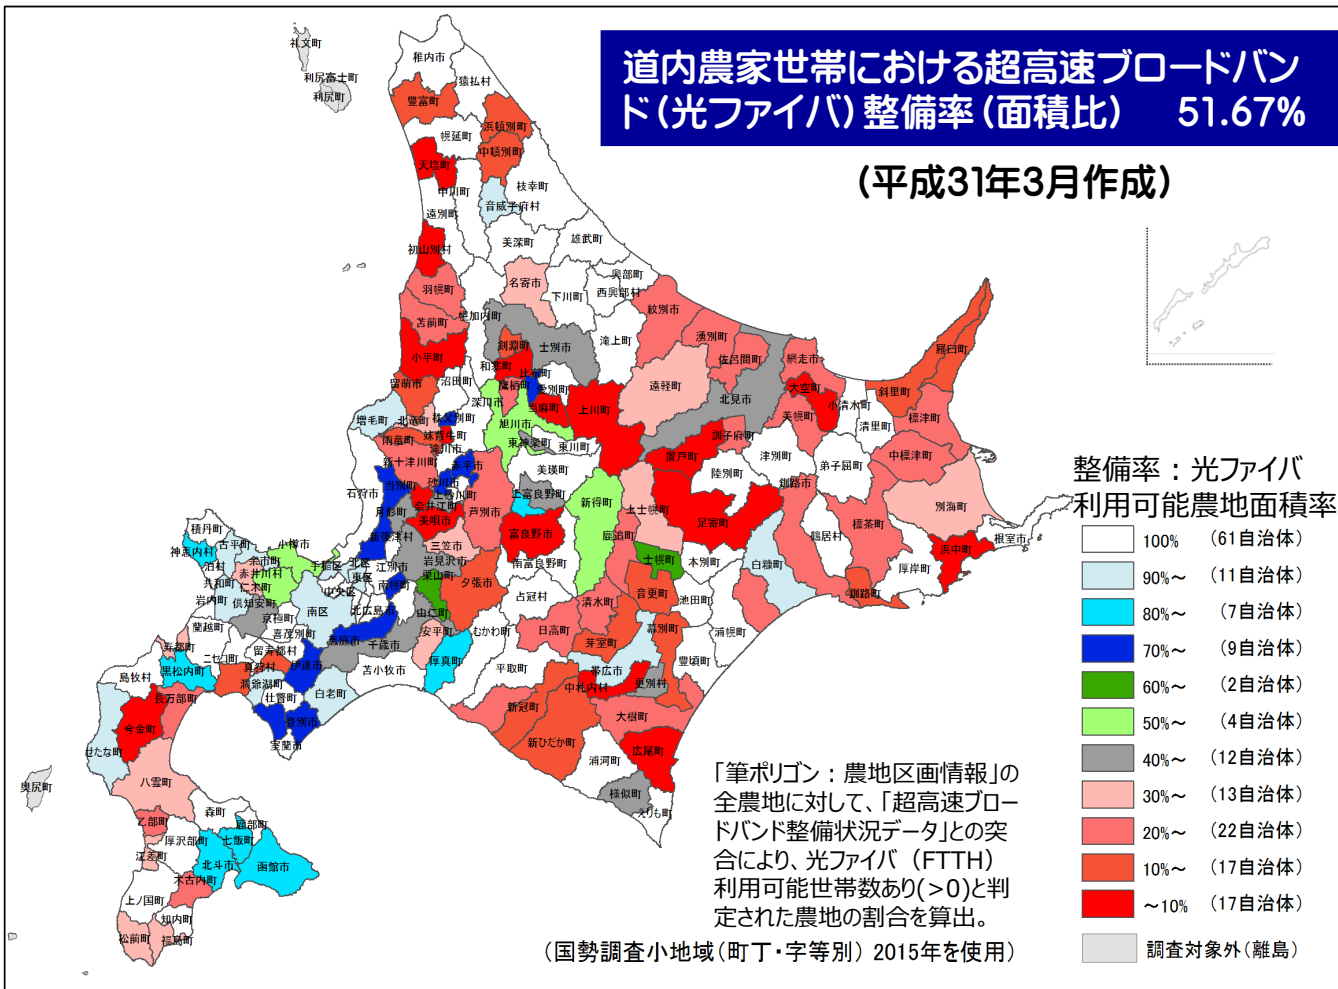 道内農家世帯における超高速ブロードバン
ド(光ファイバ)整備率(面積比) 51.67%
(平成31年3月作成)
礼文町
利尻富士町
利尻町
稚内市
猿払村
豊富町
浜頓別町
幌延町
中頓別町
天塩町
枝幸町
中川町
音威子府村
遠別町
美深町
雄武町
初山別村
興部町
名寄市
西興部村
下川町
羽幌町
紋別市
幌加内町
苫前町
士別市
滝上町
湧別町
剣淵町
羅臼町
小平町
和寒町
佐呂間町
網走市
比布町
遠軽町
沼田町
鷹栖町
愛別町
大空町
斜里町
留萌市
深川市
当麻町
上川町
北見市
小清水町
増毛町
北竜町
秩父別町
旭川市
美幌町
清里町
標津町
雨竜町
妹背牛町
東神楽町
東川町
訓子府町
滝川市
置戸町
津別町
中標津町
新十津川町
赤平市
美瑛町
陸別町
弟子屈町
石狩市
当別町
砂川市
上砂川町
上富良野町
新得町
上士幌町
釧路市
別海町
月形町
奈井江町
芦別市
足寄町
標茶町
積丹町
美唄市
富良野市
鹿追町
鶴居村
根室市
古平町
小樽市
新篠津村
三笠市
浜中町
神恵内村
余市町
手稲区
北区
江別市
岩見沢市
南富良野町
士幌町
本別町
白糠町
厚岸町
泊村
赤井川村
東区
栗山町
夕張市
共和町
仁木町
中央区
南幌町
音更町
池田町
釧路町
岩内町
倶知安町
南区
北広島市
由仁町
占冠村
清水町
京極町
蘭越町
喜茂別町
恵庭市
千歳市
安平町
むかわ町
日高町
芽室町
幕別町
浦幌町
寿都町
ニセコ町
留寿都村
厚真町
豊頃町
黒松内町
真狩村
伊達市
苫小牧市
平取町
帯広市
島牧村
洞爺湖町
壮瞥町
白老町
中札内村
更別村
長万部町
登別市
新冠町
大樹町
今金町
室蘭市
新ひだか町
せたな町
浦河町
広尾町
八雲町
奥尻町
様似町
えりも町
森町
乙部町
鹿部町
厚沢部町
七飯町
江差町
北斗市
函館市
木古内町
上ノ国町
知内町
松前町
福島町
整備率：光ファイバ
利用可能農地面積率
100% (61自治体)
90%～ (11自治体)
80%～ (7自治体)
70%～ (9自治体)
60%～ (2自治体)
50%～ (4自治体)
40%～ (12自治体)
30%～ (13自治体)
20%～ (22自治体)
10%～ (17自治体)
～10% (17自治体)
調査対象外(離島)
「筆ポリゴン：農地区画情報」の
全農地に対して、「超高速ブロー
ドバンド整備状況データ」との突
合により、光ファイバ（FTTH）
利用可能世帯数あり(>0)と判
定された農地の割合を算出。
(国勢調査小地域(町丁・字等別) 2015年を使用)